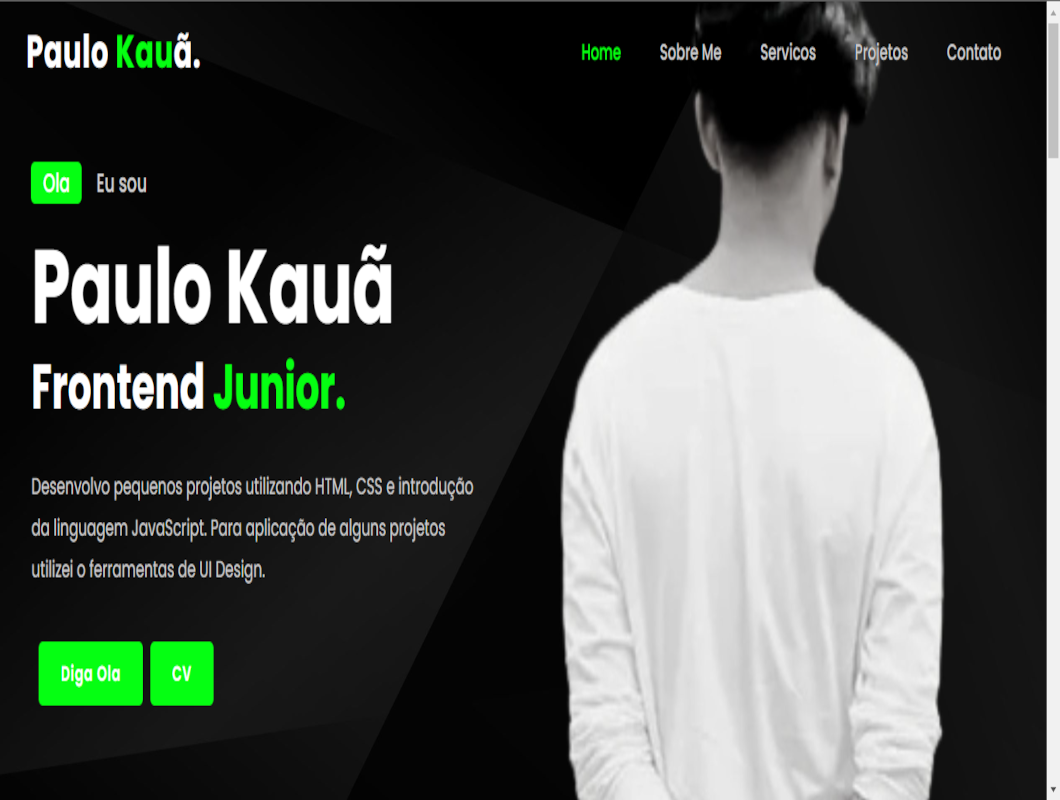 Paulo Kauã.
Home Sobre Me Servicos Projetos Contato
Ola Eu sou
Paulo Kauã
Frontend Junior.
Desenvolvo pequenos projetos utilizando HTML, CSS e introdução
da linguagem JavaScript. Para aplicação de alguns projetos
utilizei o ferramentas de UI Design.
Diga Ola CV